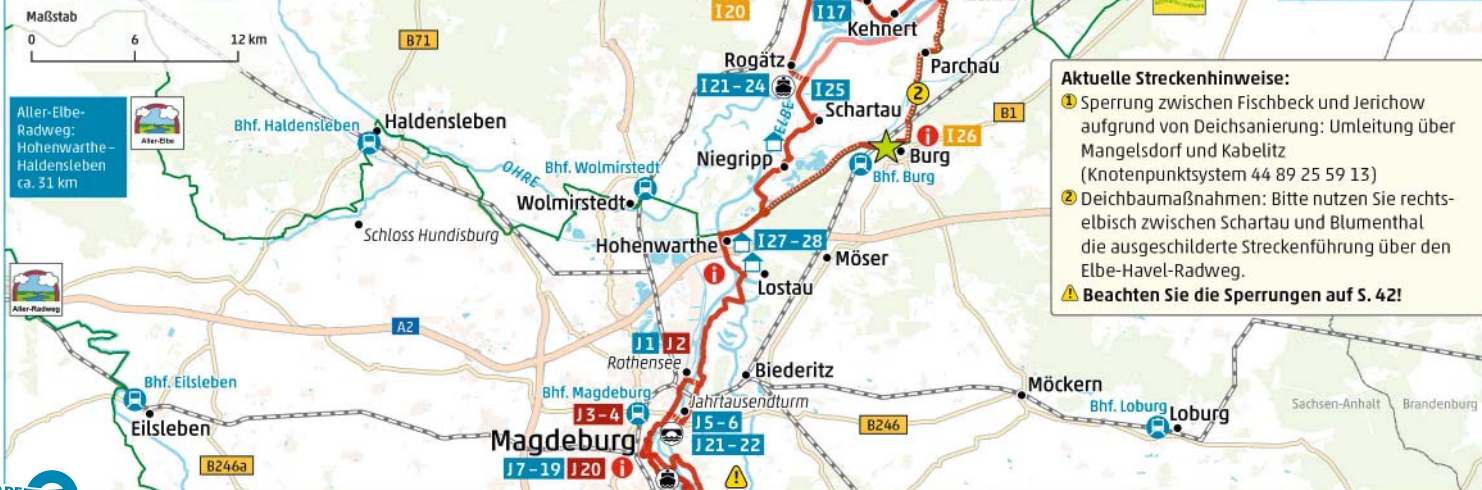 Maßstab
0 6 12 km
B71
I20
I17
Kehnert
Rogätz
I21–24
I25
ELBE
Parchau
2
Schartau
B1
Aller-Elbe-
Radweg:
Hohenwarthe–
Haldensleben
ca. 31 km
Aller-Elbe
Bhf. Haldensleben
Haldensleben
OHRE
Bhf. Wolmirstedt
Wolmirstedt
Niegripp
i
I26
Burg
Bhf. Burg
Schloss Hundisburg
Hohenwarthe
I27–28
i
Möser
Lostau
Aktuelle Streckenhinweise:
1 Sperrung zwischen Fischbeck und Jerichow
aufgrund von Deichsanierung: Umleitung über
Mangelsdorf und Kabelitz
(Knotenpunktsystem 44 89 25 59 13)
2 Deichbaumaßnahmen: Bitte nutzen Sie rechts-
elbisch zwischen Schartau und Blumenthal
die ausgeschilderte Streckenführung über den
Elbe-Havel-Radweg.
! Beachten Sie die Sperrungen auf S. 42!
Aller-Radweg
A2
J1 J2
Rothensee
Biederitz
Bhf. Eilsleben
Eilsleben
Bhf. Magdeburg
J3–4
Jahrtausendturm
J5–6
J21–22
Magdeburg
J7–19 J20 i
!
B246
B246a
Möckern
Bhf. Loburg
Loburg
Sachsen-Anhalt
Brandenburg